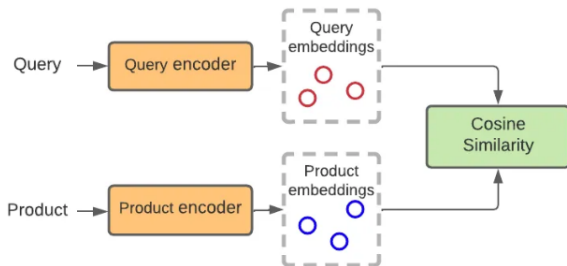 Query
Query encoder
Query
embeddings
Cosine
Similarity
Product
Product encoder
Product
embeddings